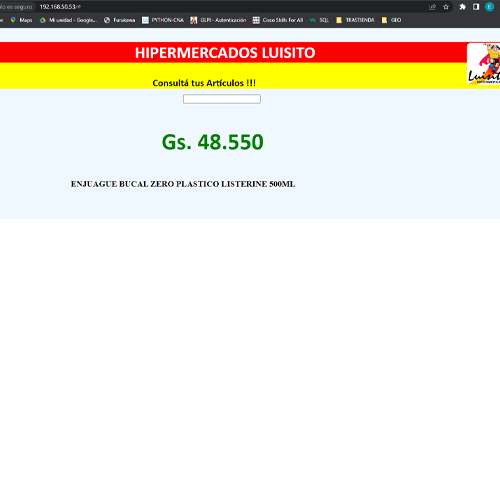 lo es seguro 192.168.50.53/#
Maps Mi unidad - Google... Furukawa PYTHON-CNA GLPI - Autenticación Cisco Skills For All SQL TEASTIENDA GEO
HIPERMERCADOS LUISITO
Luisito
Consultá tus Artículos !!!
Gs. 48.550
ENJUAGUE BUCAL ZERO PLASTICO LISTERINE 500ML